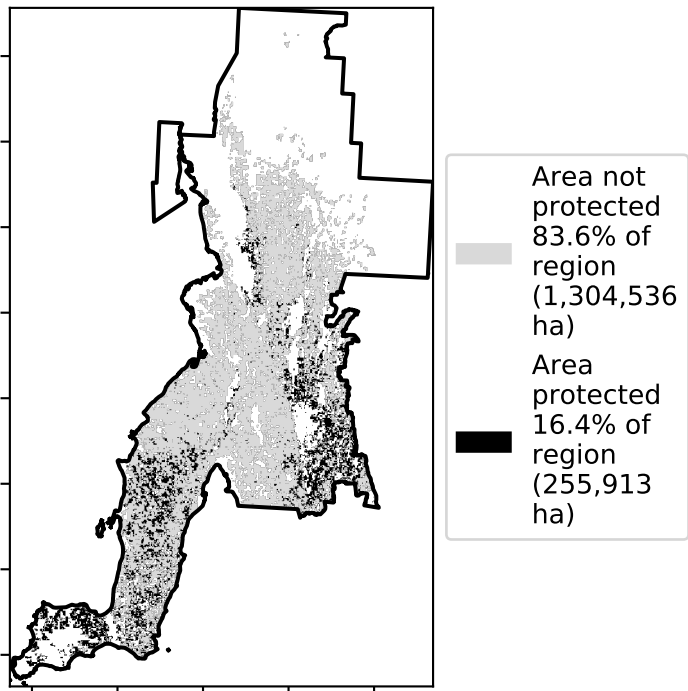 Area not
protected
83.6% of
region
(1,304,536
ha)
Area
protected
16.4% of
region
(255,913
ha)